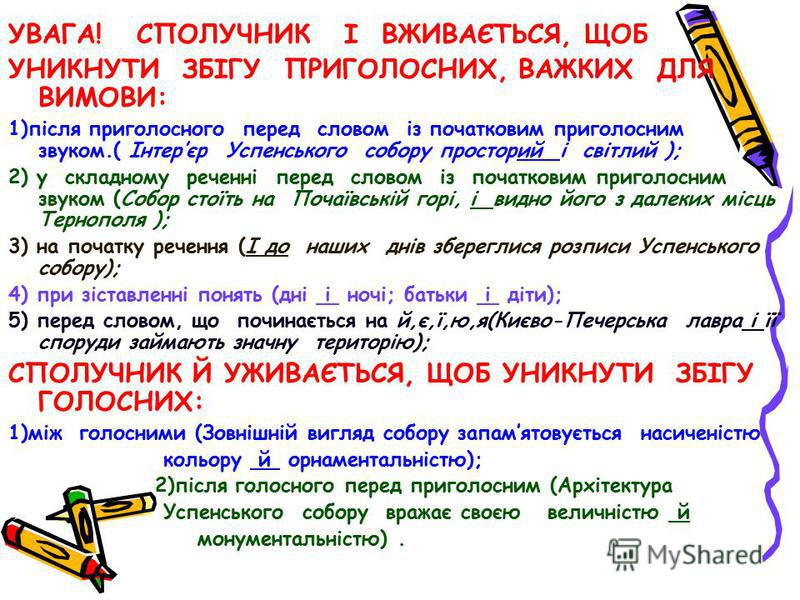 УВАГА! СПОЛУЧНИК І ВЖИВАЄТЬСЯ, ЩОБ
УНИКНУТИ ЗБІГУ ПРИГОЛОСНИХ, ВАЖКИХ ДЛЯ
ВИМОВИ:
1)після приголосного перед словом із початковим приголосним
звуком.( Інтер’єр Успенського собору просторий і світлий );
2) у складному реченні перед словом із початковим приголосним
звуком (Собор стоїть на Почаївській горі, і видно його з далеких місць
Тернополя );
3) на початку речення (І до наших днів збереглися розписи Успенського
собору);
4) при зіставленні понять (дні і ночі; батьки і діти);
5) перед словом, що починається на й,є,ї,ю,я(Києво-Печерська лавра і її
споруди займають значну територію);
СПОЛУЧНИК Й УЖИВАЄТЬСЯ, ЩОБ УНИКНУТИ ЗБІГУ
ГОЛОСНИХ:
1)між голосними (Зовнішній вигляд собору запам’ятовується насиченістю
кольору й орнаментальністю);
2)після голосного перед приголосним (Архітектура
Успенського собору вражає своєю величністю й
монументальністю) .
MyShared